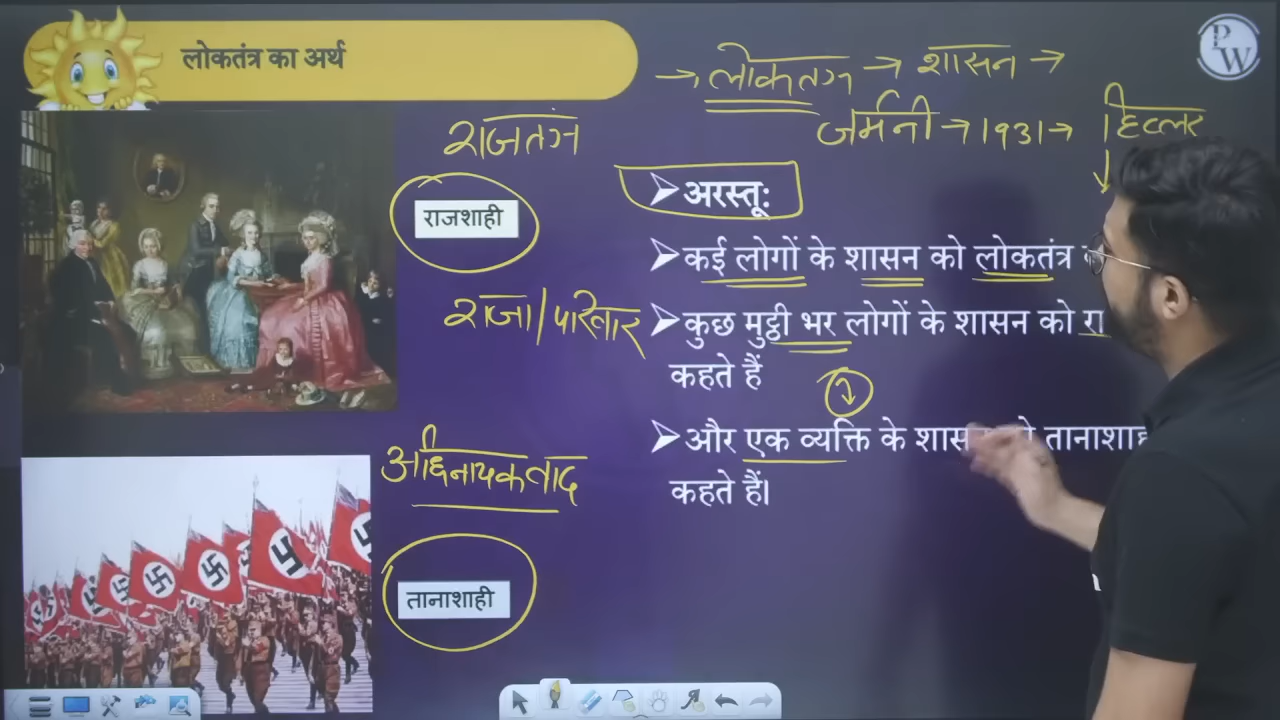 लोकतंत्र का अर्थ
→ लोकतंत्र → शासन →
जर्मनी → 1931 → हिटलर
PW
राजतंत्र
राजशाही
राजा/परिवार
➤अरस्तू:
➤कई लोगों के शासन को लोकतंत्र
➤कुछ मुट्ठी भर लोगों के शासन को रा
कहते हैं
➤और एक व्यक्ति के शास तानाशाह
कहते हैं।
अधिनायकवाद
तानाशाही